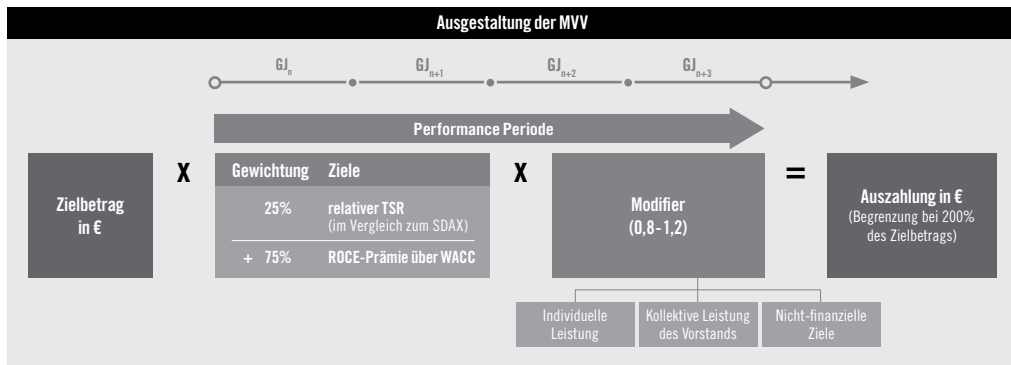 Ausgestaltung der MVV
GJn
GJn+1
GJn+2
GJn+3
Performance Periode
Zielbetrag
in €
X
Gewichtung Ziele
25% relativer TSR
(im Vergleich zum SDAX)
+ 75% ROCE-Prämie über WACC
X
Modifier
(0,8-1,2)
=
Auszahlung in €
(Begrenzung bei 200%
des Zielbetrags)
Individuelle
Leistung
Kollektive Leistung
des Vorstands
Nicht-finanzielle
Ziele